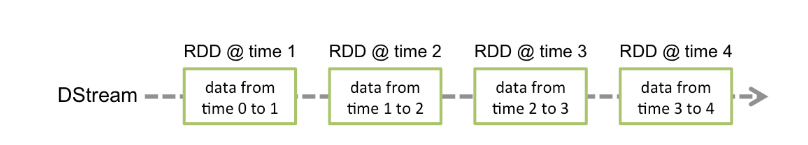 RDD @ time 1
RDD @ time 2
RDD @ time 3
RDD @ time 4
DStream
data from
time 0 to 1
data from
time 1 to 2
data from
time 2 to 3
data from
time 3 to 4